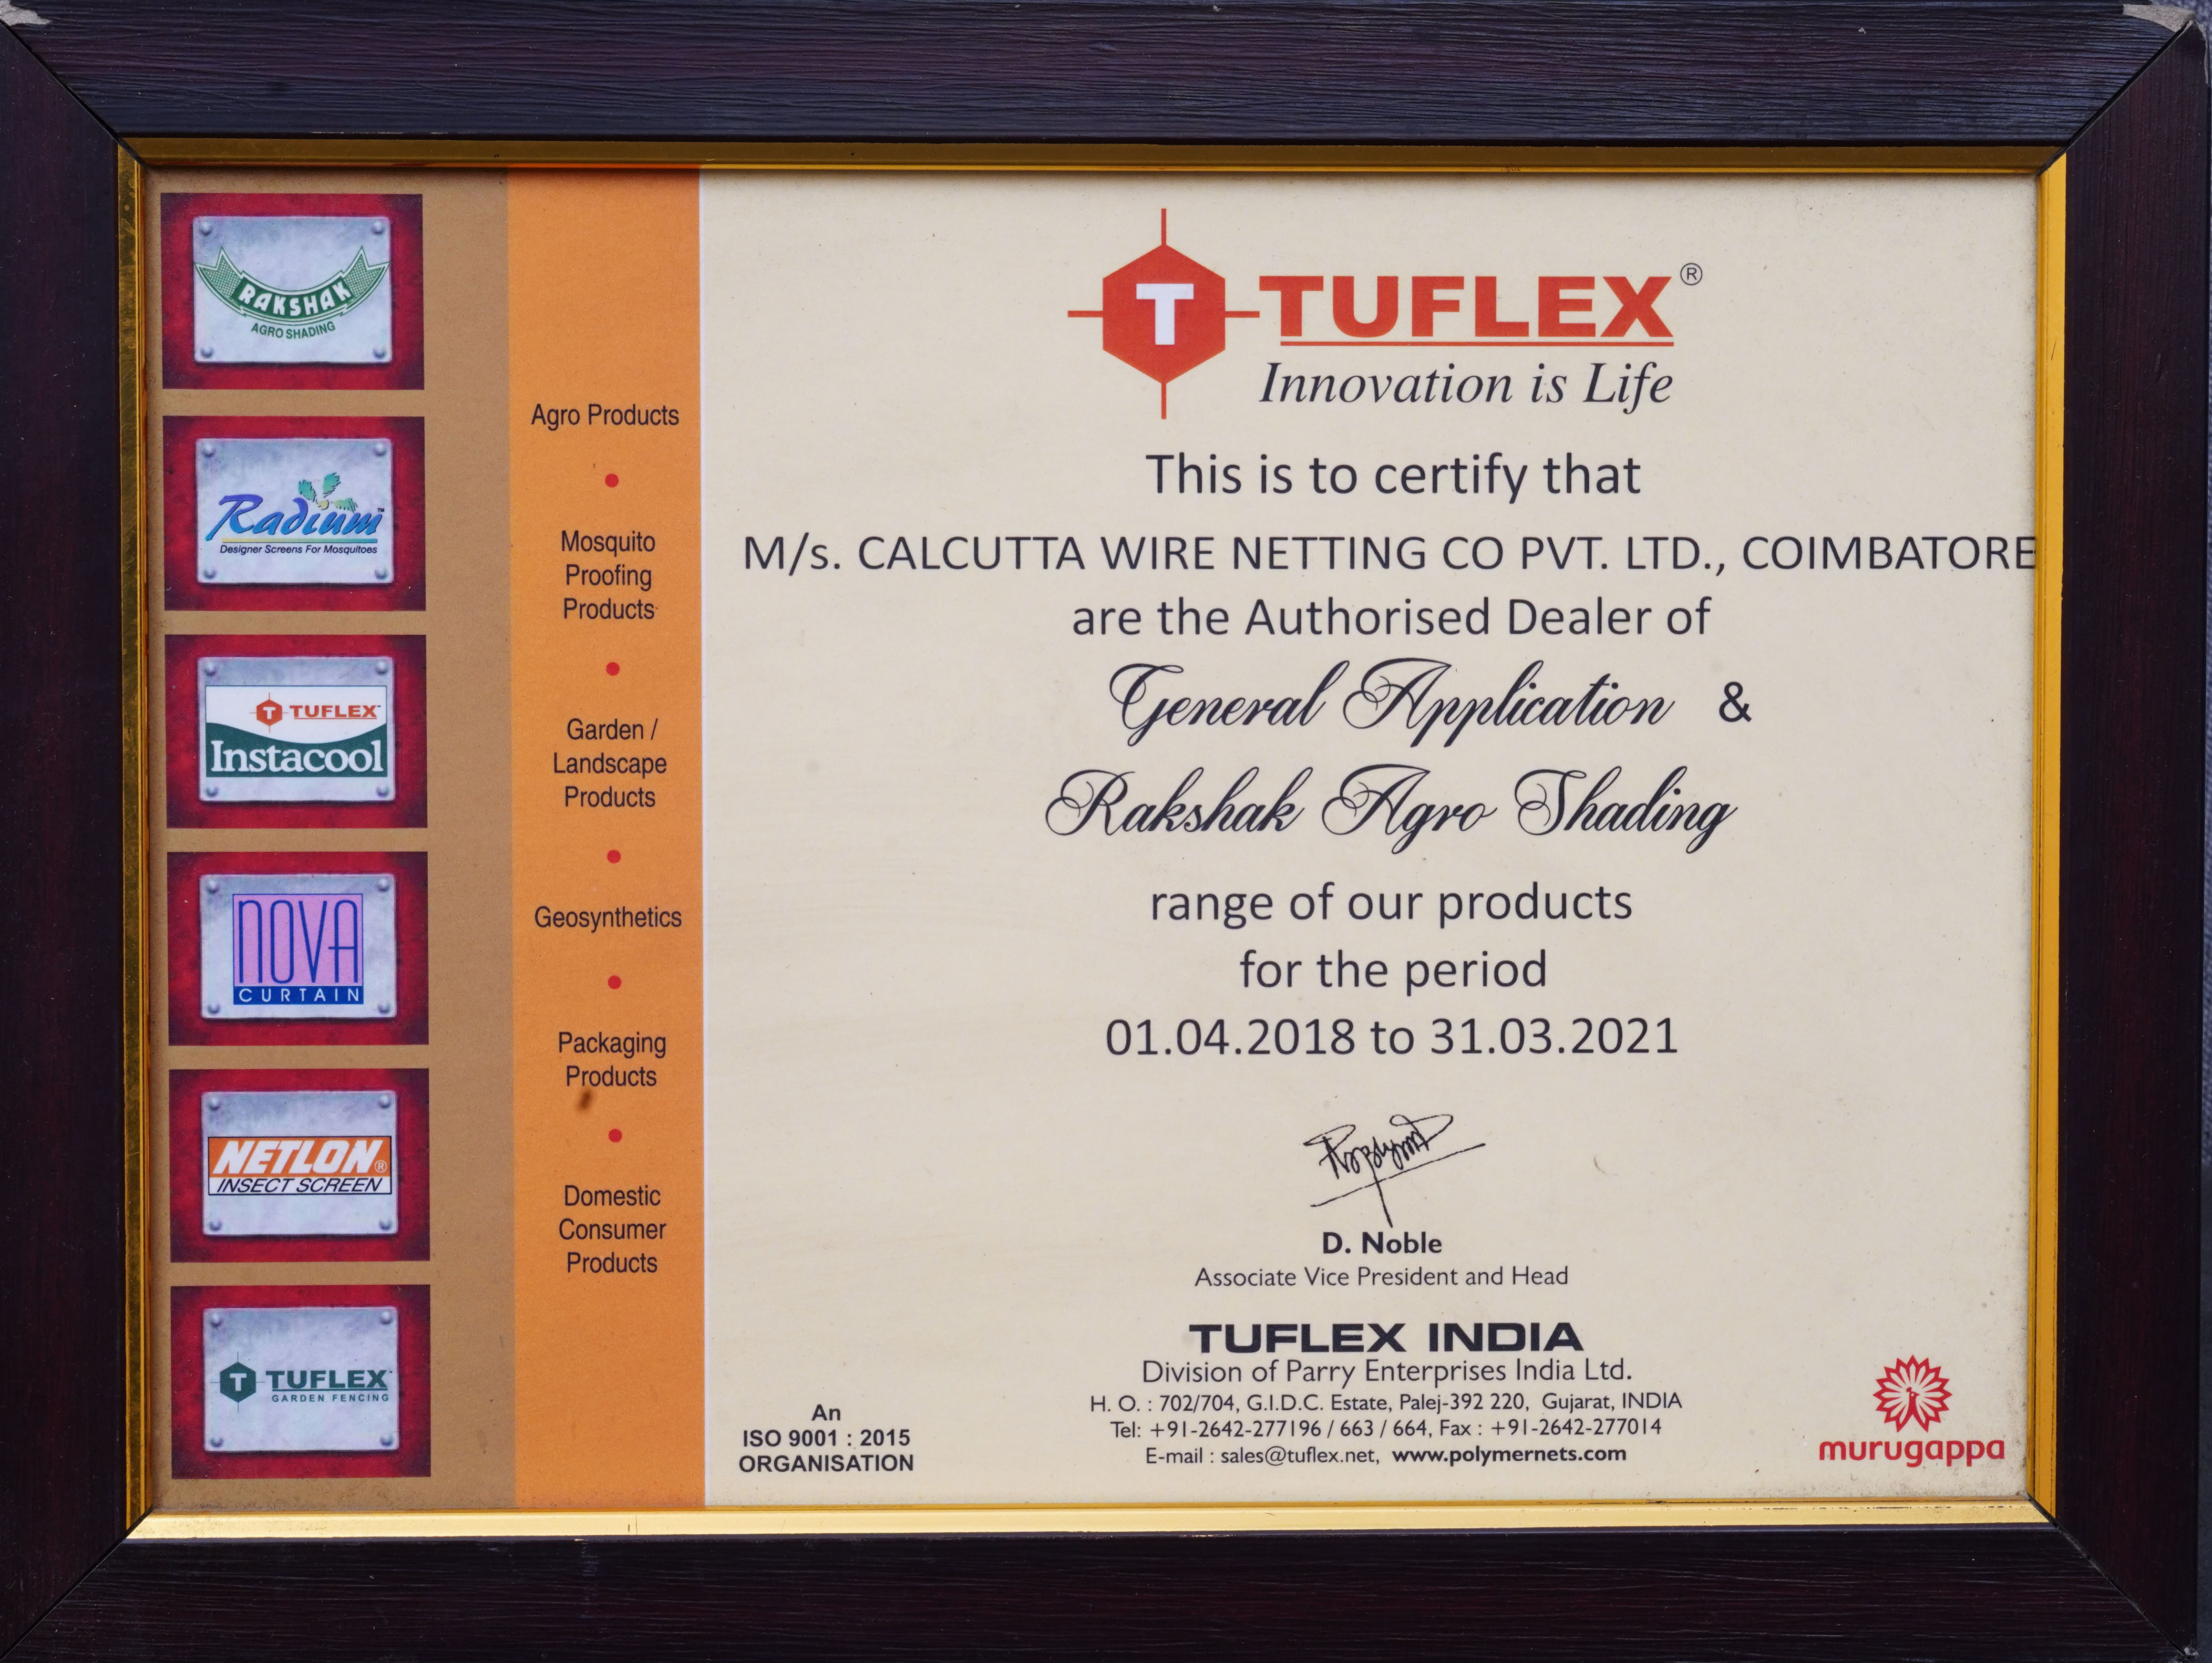 RAKSHAK
AGRO SHADING
Radium™
Designer Screens For Mosquitoes
T TUFLEX™
Instacool
NOVA
CURTAIN
NETLON®
INSECT SCREEN
T TUFLEX™
GARDEN FENCING
Agro Products
•
Mosquito
Proofing
Products
•
Garden /
Landscape
Products
•
Geosynthetics
•
Packaging
Products
•
Domestic
Consumer
Products
T TUFLEX®
Innovation is Life
This is to certify that
M/s. CALCUTTA WIRE NETTING CO PVT. LTD., COIMBATORE
are the Authorised Dealer of
General Application &
Rakshak Agro Shading
range of our products
for the period
01.04.2018 to 31.03.2021
D. Noble
Associate Vice President and Head
TUFLEX INDIA
Division of Parry Enterprises India Ltd.
H. O. : 702/704, G.I.D.C. Estate, Palej-392 220, Gujarat, INDIA
Tel: +91-2642-277196 / 663 / 664, Fax : +91-2642-277014
E-mail : sales@tuflex.net, www.polymernets.com
An
ISO 9001 : 2015
ORGANISATION
murugappa